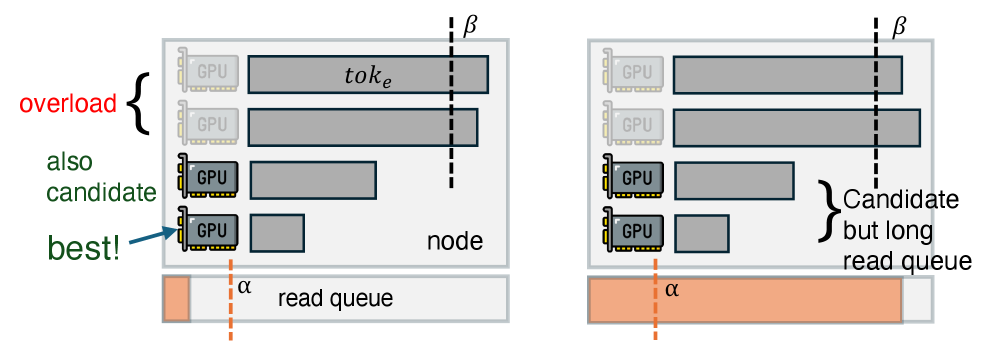 β
GPU
tok_e
overload
GPU
also
candidate
GPU
best!
GPU
node
α
read queue
β
GPU
GPU
GPU
GPU
Candidate
but long
read queue
α